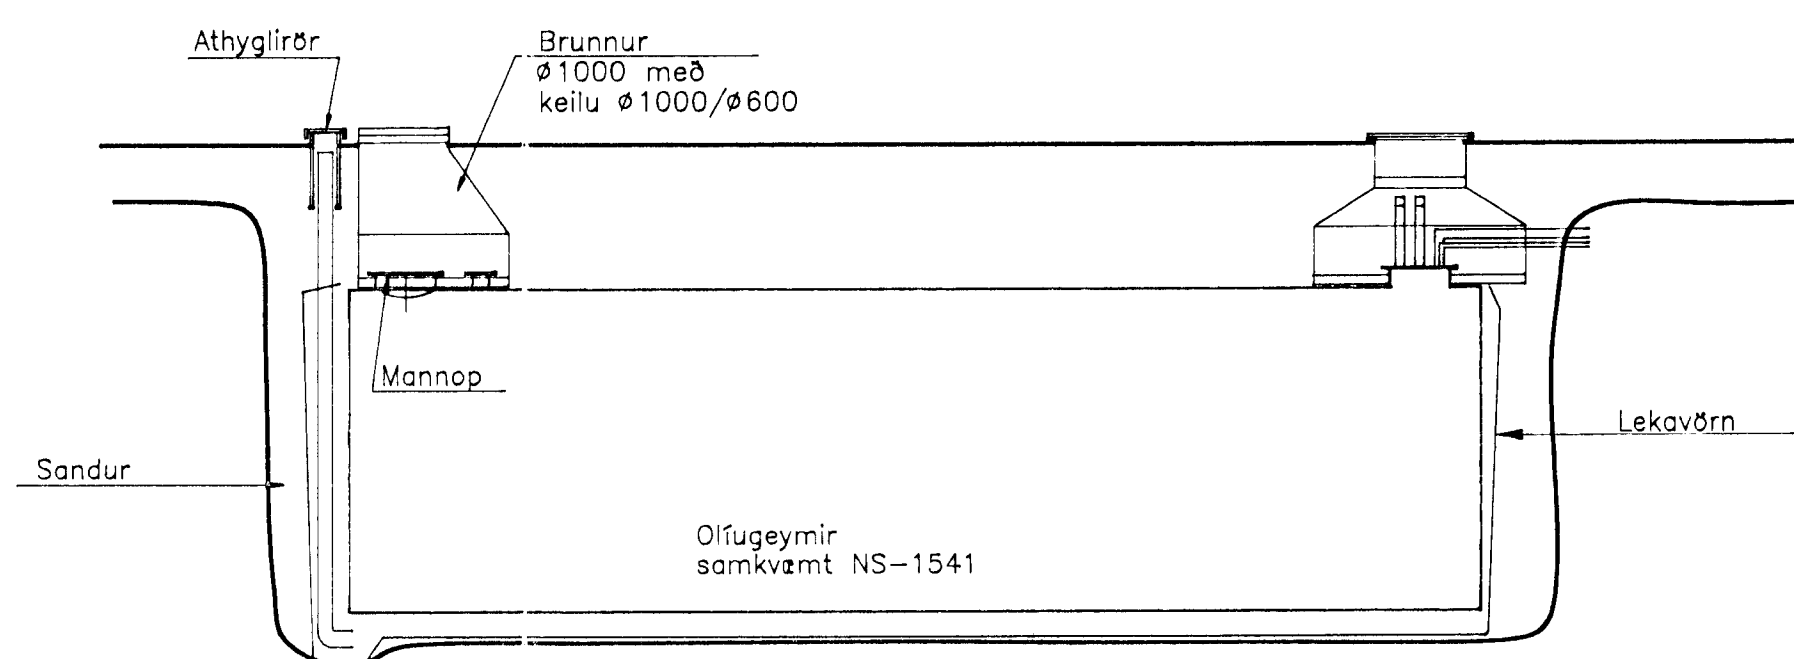 Athyglirör
Brunnur
ø1000 með
keilu ø1000/ø600
Mannop
Lekavörn
Sandur
Olíugeymir
samkvæmt NS-1541